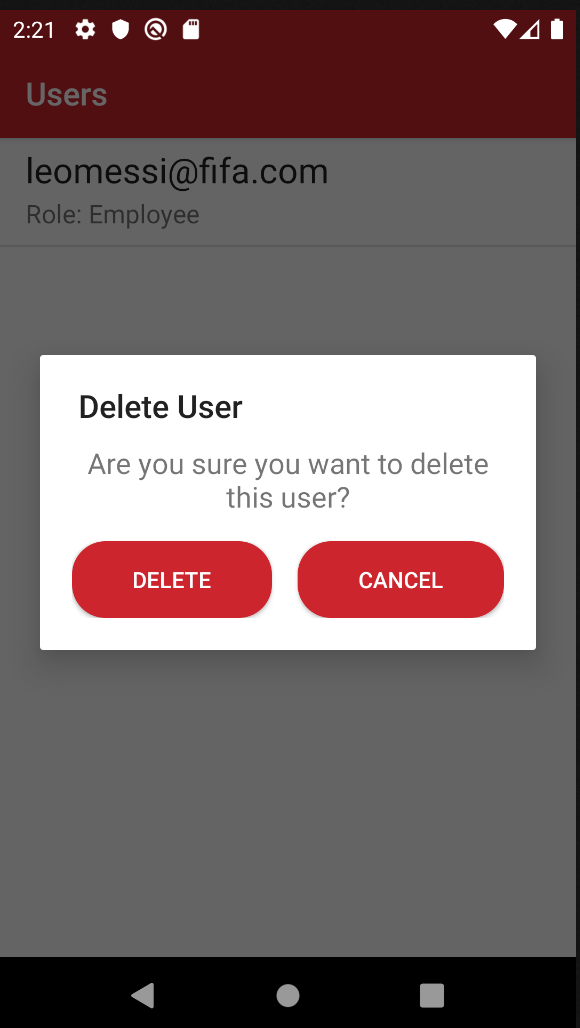 2:21
Users
leomessi@fifa.com
Role: Employee
Delete User
Are you sure you want to delete
this user?
DELETE
CANCEL